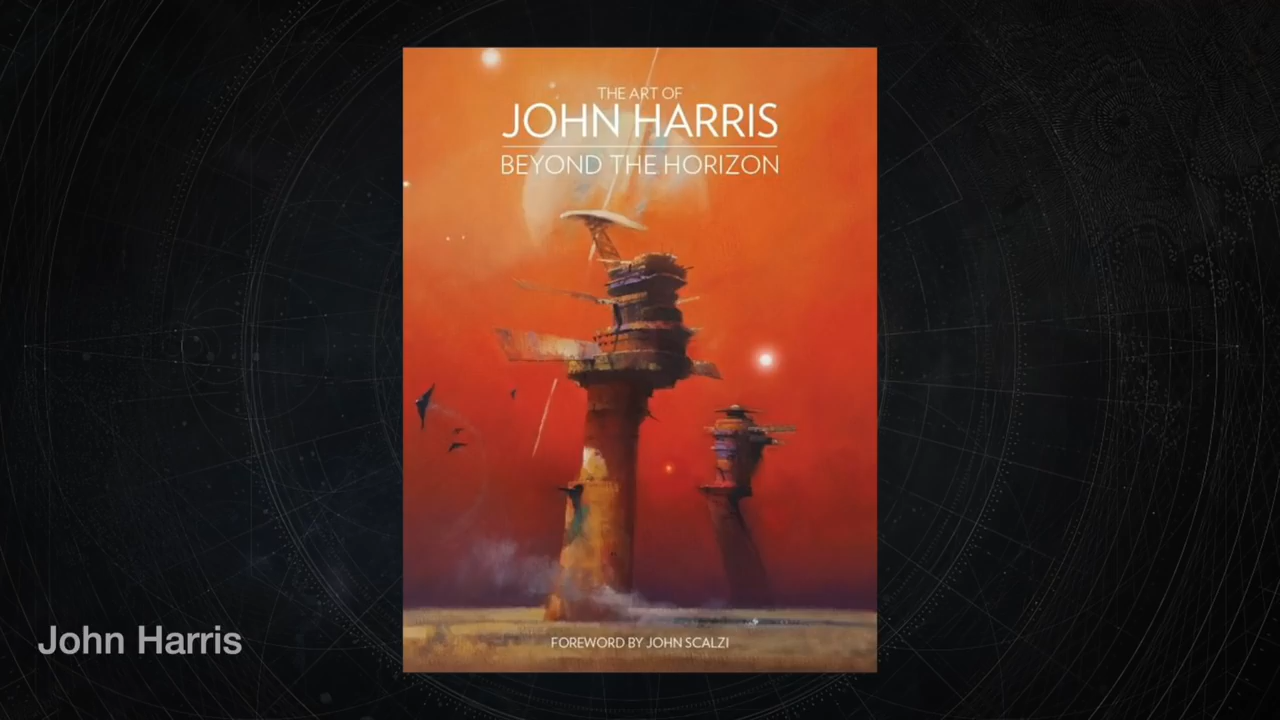 THE ART OF
JOHN HARRIS
BEYOND THE HORIZON
FOREWORD BY JOHN SCALZI
John Harris